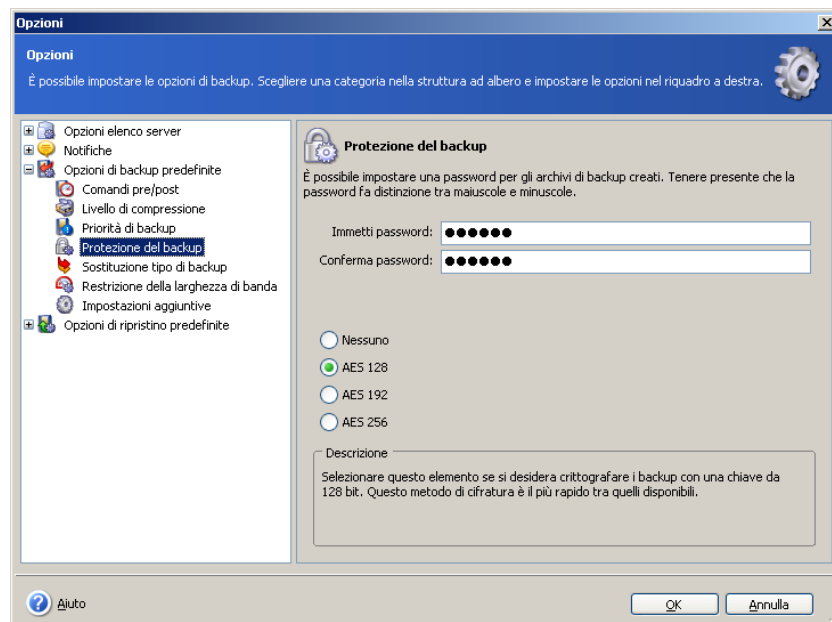 Opzioni
Opzioni
È possibile impostare le opzioni di backup. Scegliere una categoria nella struttura ad albero e impostare le opzioni nel riquadro a destra.
Opzioni elenco server
Notifiche
Opzioni di backup predefinite
Comandi pre/post
Livello di compressione
Priorità di backup
Protezione del backup
Sostituzione tipo di backup
Restrizione della larghezza di banda
Impostazioni aggiuntive
Opzioni di ripristino predefinite
Protezione del backup
È possibile impostare una password per gli archivi di backup creati. Tenere presente che la
password fa distinzione tra maiuscole e minuscole.
Immetti password: ●●●●●●
Conferma password: ●●●●●●
Nessuno
AES 128
AES 192
AES 256
Descrizione
Selezionare questo elemento se si desidera crittografare i backup con una chiave da
128 bit. Questo metodo di cifratura è il più rapido tra quelli disponibili.
Aiuto
OK
Annulla